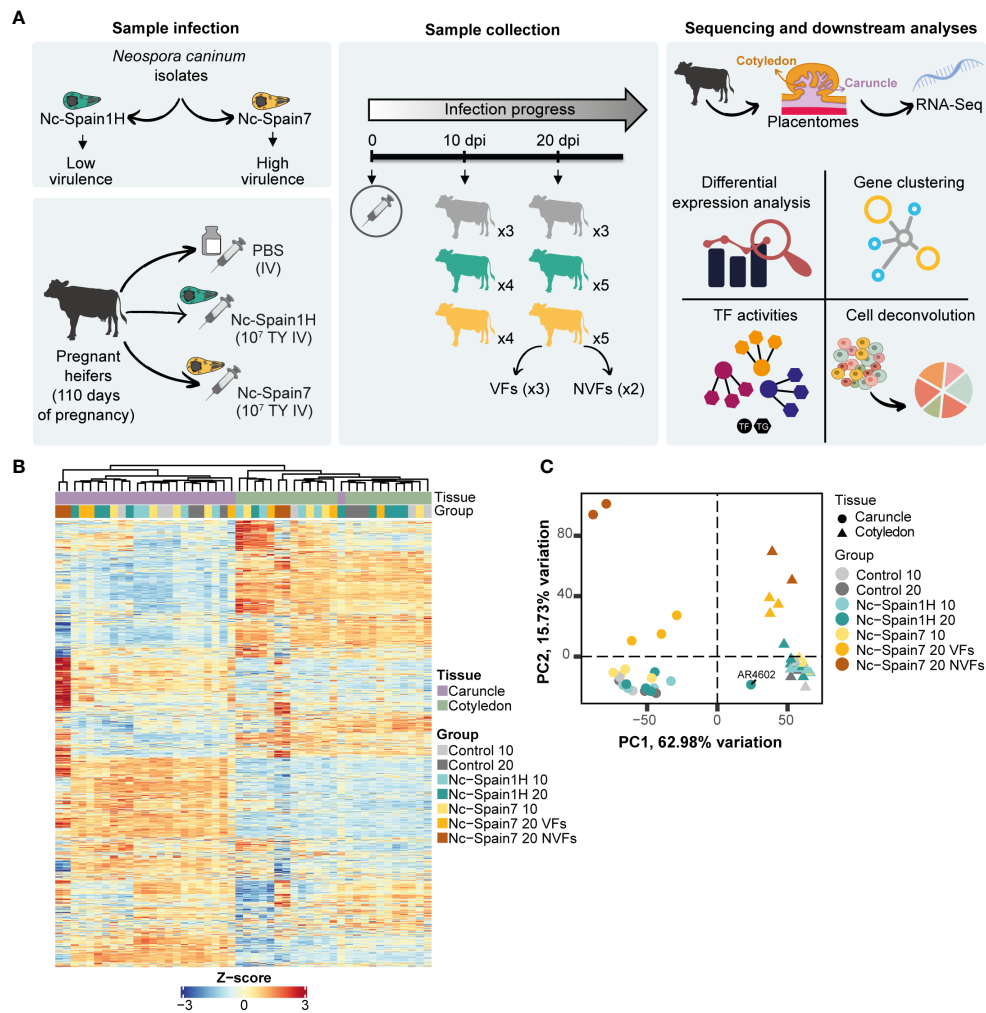 A
Sample infection
Neospora caninum
isolates
Nc-Spain1H
Nc-Spain7
Low
virulence
High
virulence
PBS
(IV)
Nc-Spain1H
(10⁷ TY IV)
Nc-Spain7
(10⁷ TY IV)
Pregnant
heifers
(110 days
of pregnancy)
Sample collection
Infection progress
0
10 dpi
20 dpi
x3
x3
x4
x5
x4
x5
VFs (x3)
NVFs (x2)
Sequencing and downstream analyses
Cotyledon
Caruncle
Placentomes
RNA-Seq
Differential
expression analysis
Gene clustering
TF activities
TF
TG
Cell deconvolution
B
Tissue
Group
Tissue
Caruncle
Cotyledon
Group
Control 10
Control 20
Nc−Spain1H 10
Nc−Spain1H 20
Nc−Spain7 10
Nc−Spain7 20 VFs
Nc−Spain7 20 NVFs
Z−score
−3
0
3
C
PC2, 15.73% variation
80
40
0
AR4602
−50
0
50
PC1, 62.98% variation
Tissue
Caruncle
Cotyledon
Group
Control 10
Control 20
Nc−Spain1H 10
Nc−Spain1H 20
Nc−Spain7 10
Nc−Spain7 20 VFs
Nc−Spain7 20 NVFs